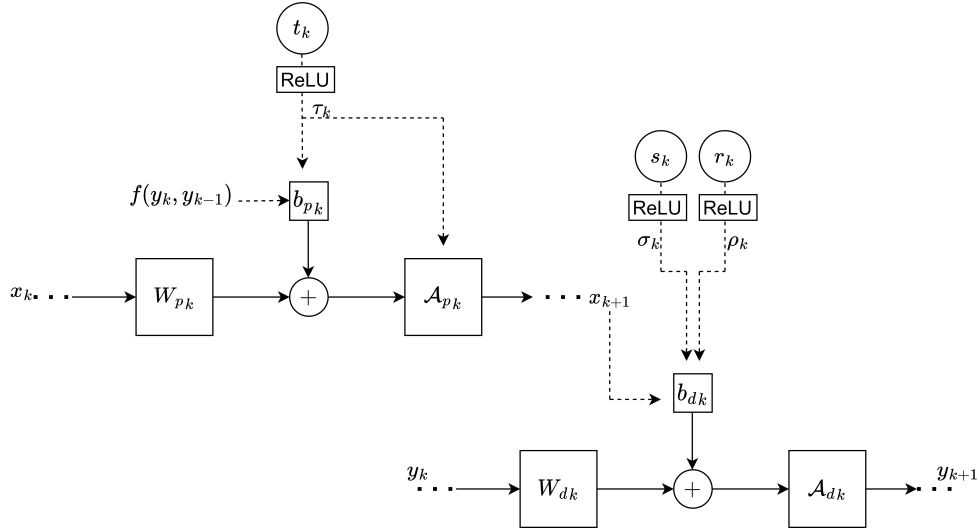 t_k
ReLU
τ_k
f(y_k, y_{k-1})
b_{p_k}
s_k
r_k
ReLU
ReLU
σ_k
ρ_k
x_k
W_{p_k}
+
𝒜_{p_k}
x_{k+1}
b_{d_k}
y_k
W_{d_k}
+
𝒜_{d_k}
y_{k+1}